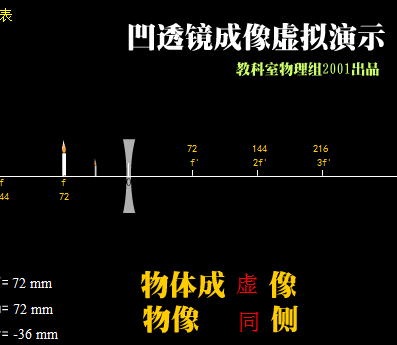 表
凹透镜成像虚拟演示
教科室物理组2001出品
72 144 216
f' 2f' 3f'
f f 0
44 72
= 72 mm
物体成 虚 像
= 72 mm
物像 同 侧
= -36 mm